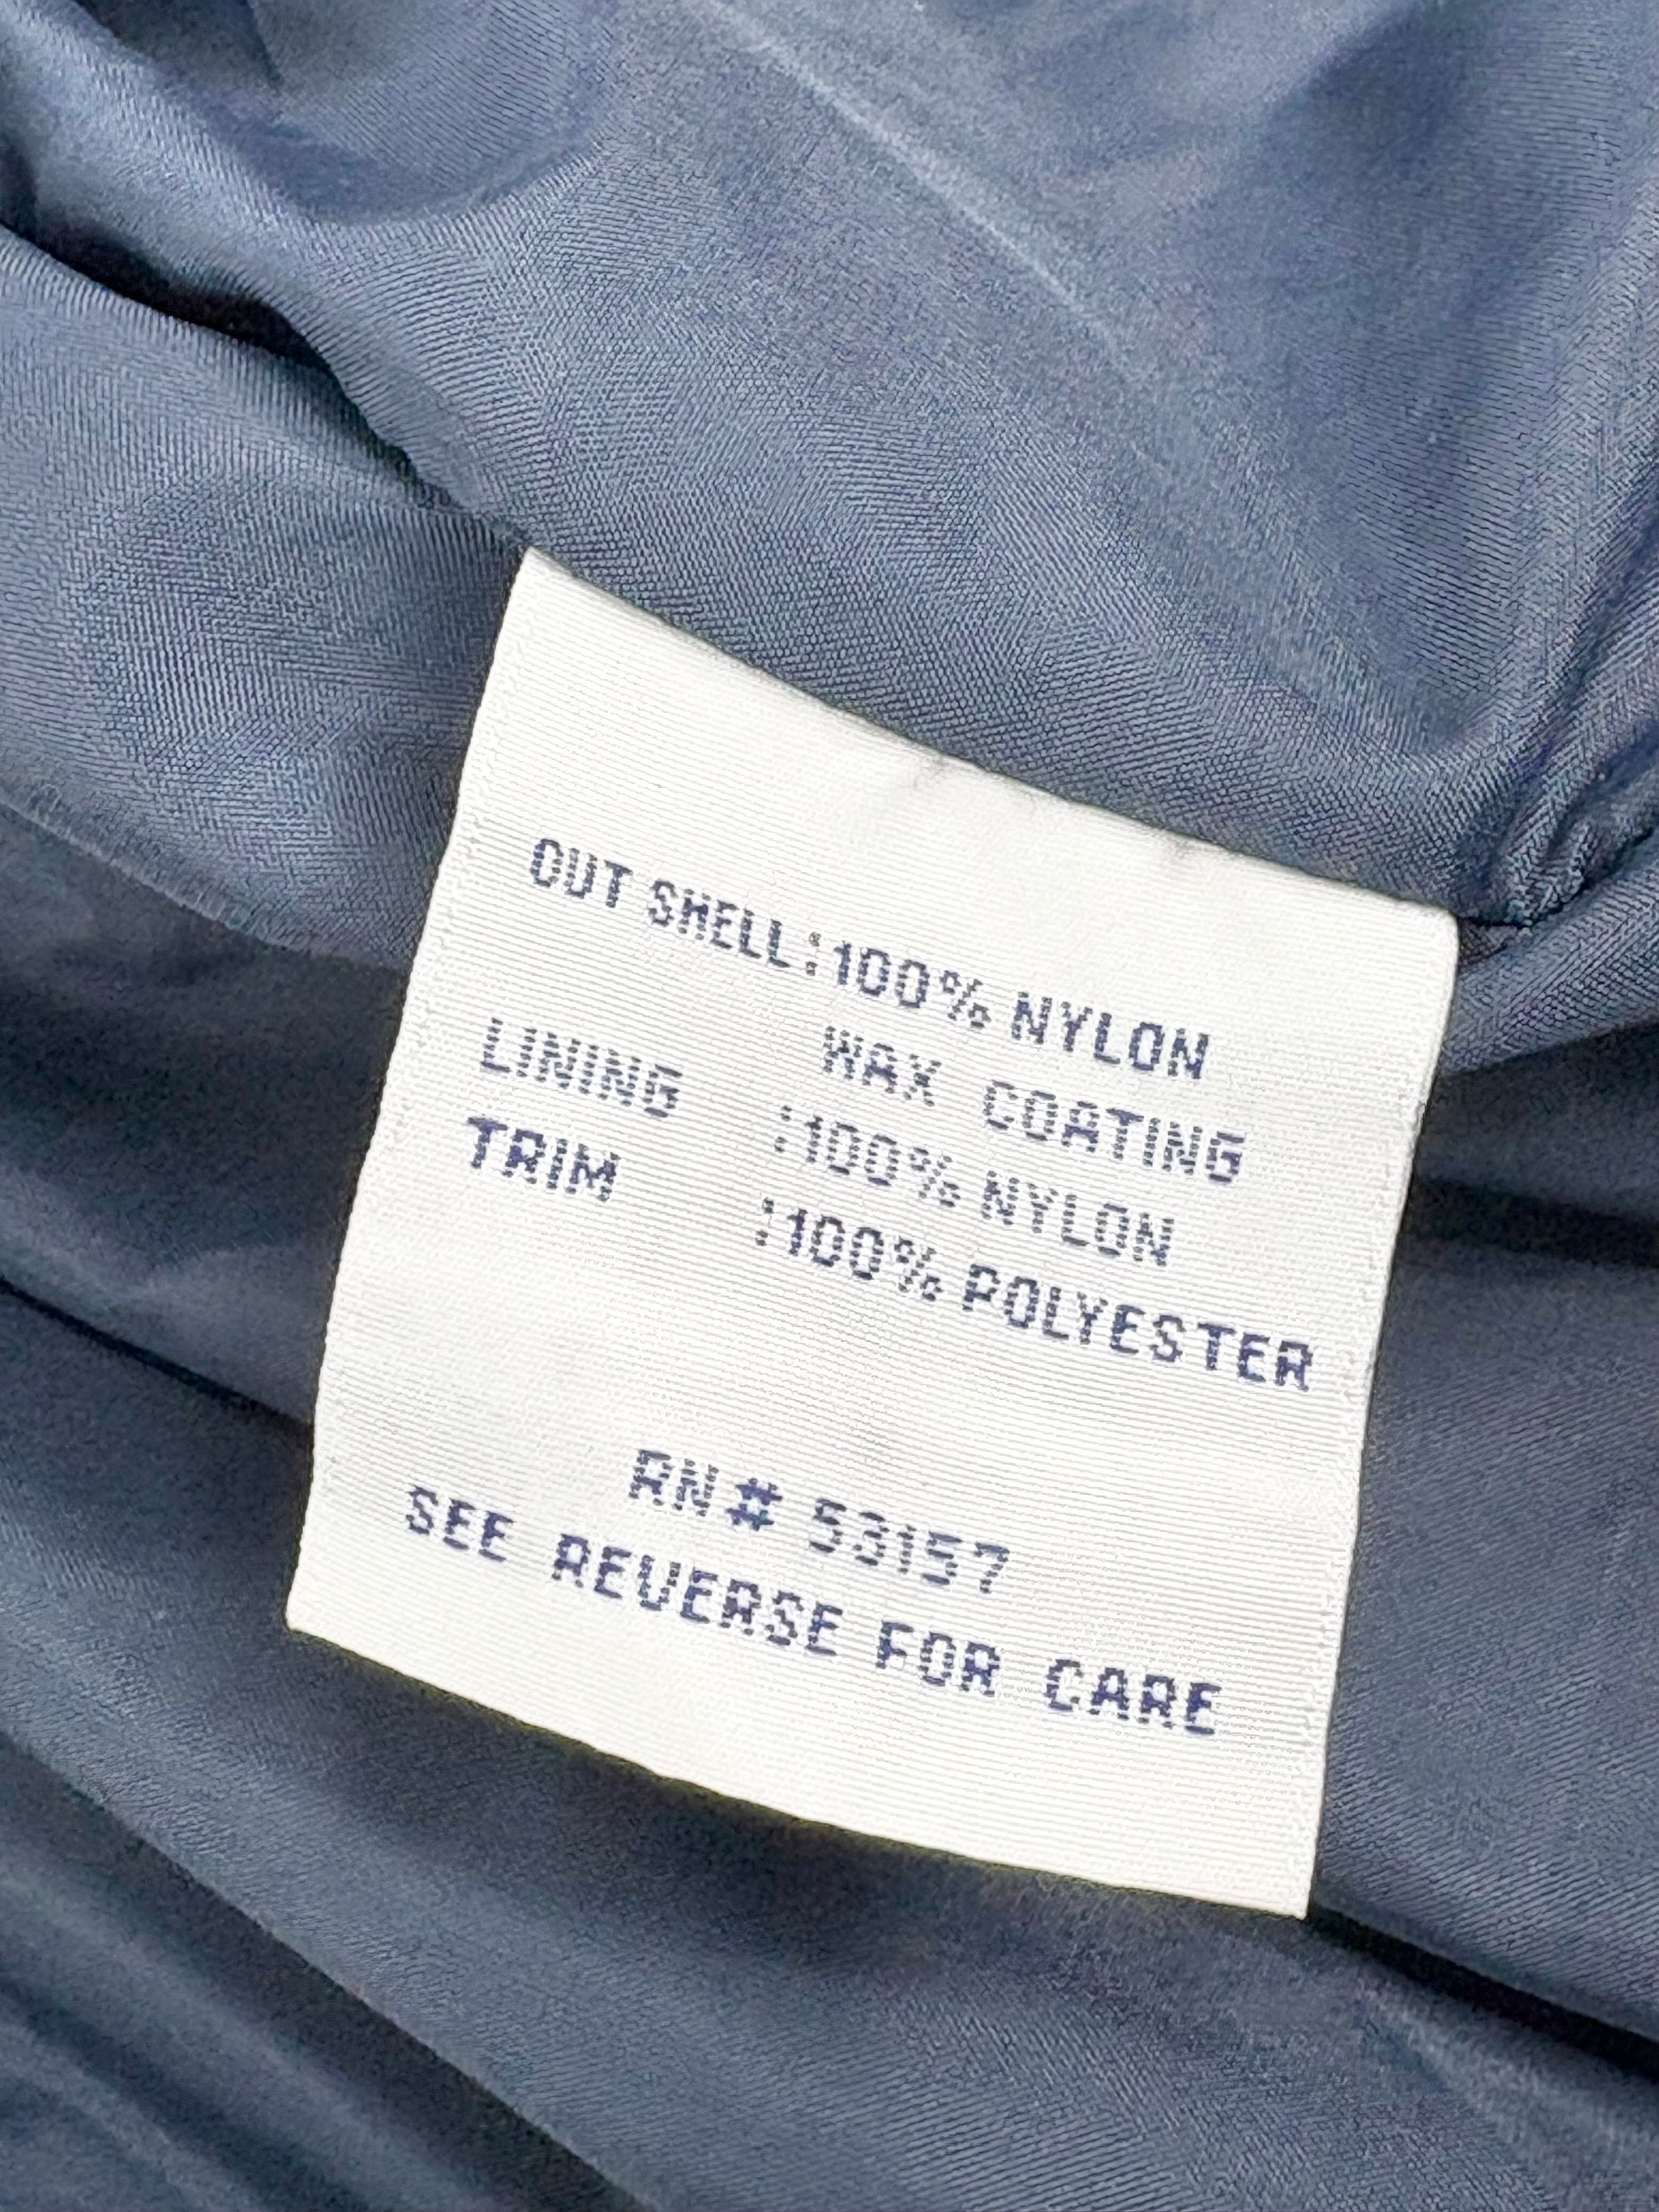 OUT SHELL:100% NYLON
WAX COATING
LINING :100% NYLON
TRIM :100% POLYESTER
RN# 53157
SEE REVERSE FOR CARE